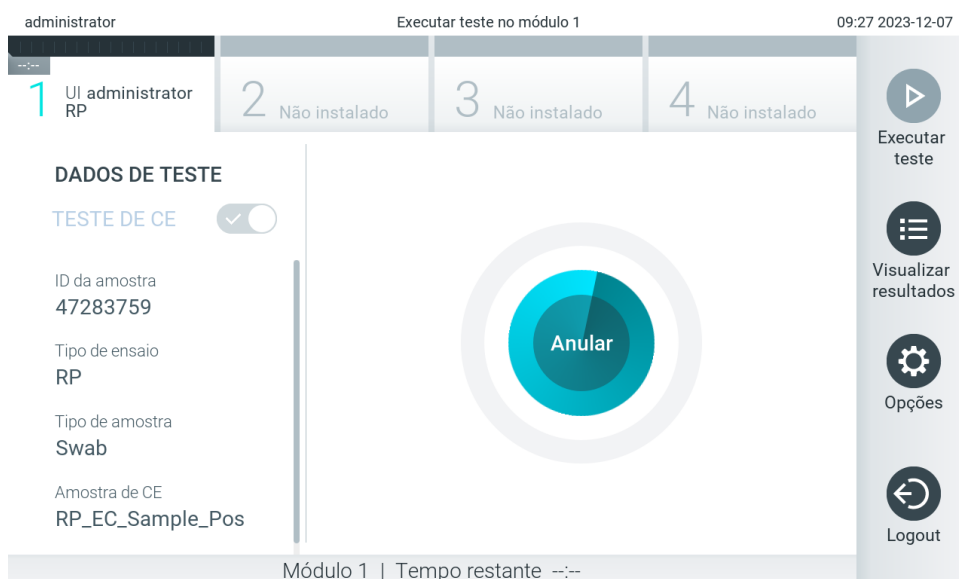 administrator
Executar teste no módulo 1
09:27 2023-12-07
--:--
1 UI administrator
RP
2 Não instalado
3 Não instalado
4 Não instalado
DADOS DE TESTE
TESTE DE CE
ID da amostra
47283759
Tipo de ensaio
RP
Tipo de amostra
Swab
Amostra de CE
RP_EC_Sample_Pos
Anular
Executar
teste
Visualizar
resultados
Opções
Logout
Módulo 1 | Tempo restante --:--